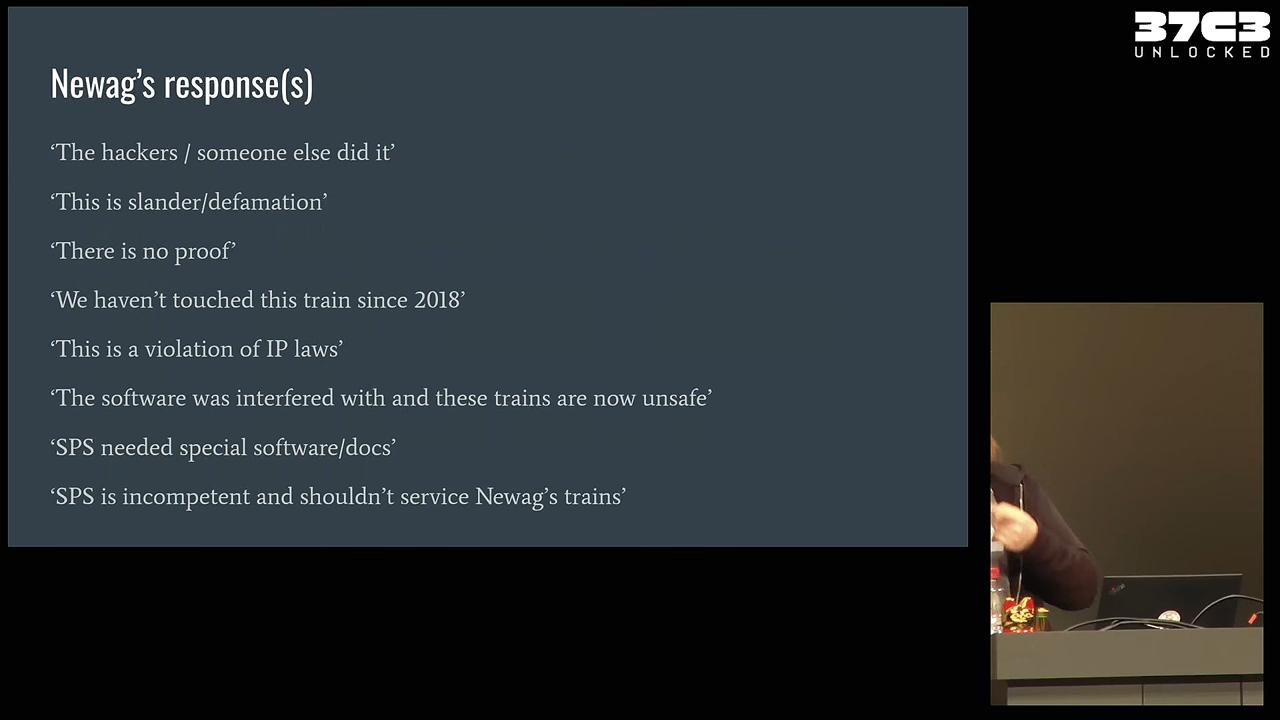 37C3
UNLOCKED
Newag’s response(s)
‘The hackers / someone else did it’
‘This is slander/defamation’
‘There is no proof’
‘We haven’t touched this train since 2018’
‘This is a violation of IP laws’
‘The software was interfered with and these trains are now unsafe’
‘SPS needed special software/docs’
‘SPS is incompetent and shouldn’t service Newag’s trains’